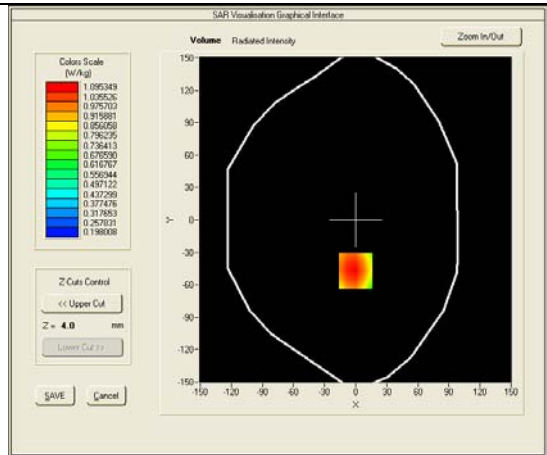 SAR Visualisation Graphical Interface
Volume Radiated Intensity
Zoom In/Out
Colors Scale
(W/kg)
1.095349
1.035526
0.975703
0.915881
0.856058
0.796235
0.736413
0.676590
0.616767
0.556944
0.497122
0.437299
0.377476
0.317653
0.257831
0.198008
Z Cuts Control
<< Upper Cut
Z = 4.0 mm
Lower Cut >>
SAVE Cancel
150-
120-
90-
60-
30-
Y 0-
-30-
-60-
-90-
-120-
-150-
-150 -120 -90 -60 -30 0 30 60 90 120 150
X